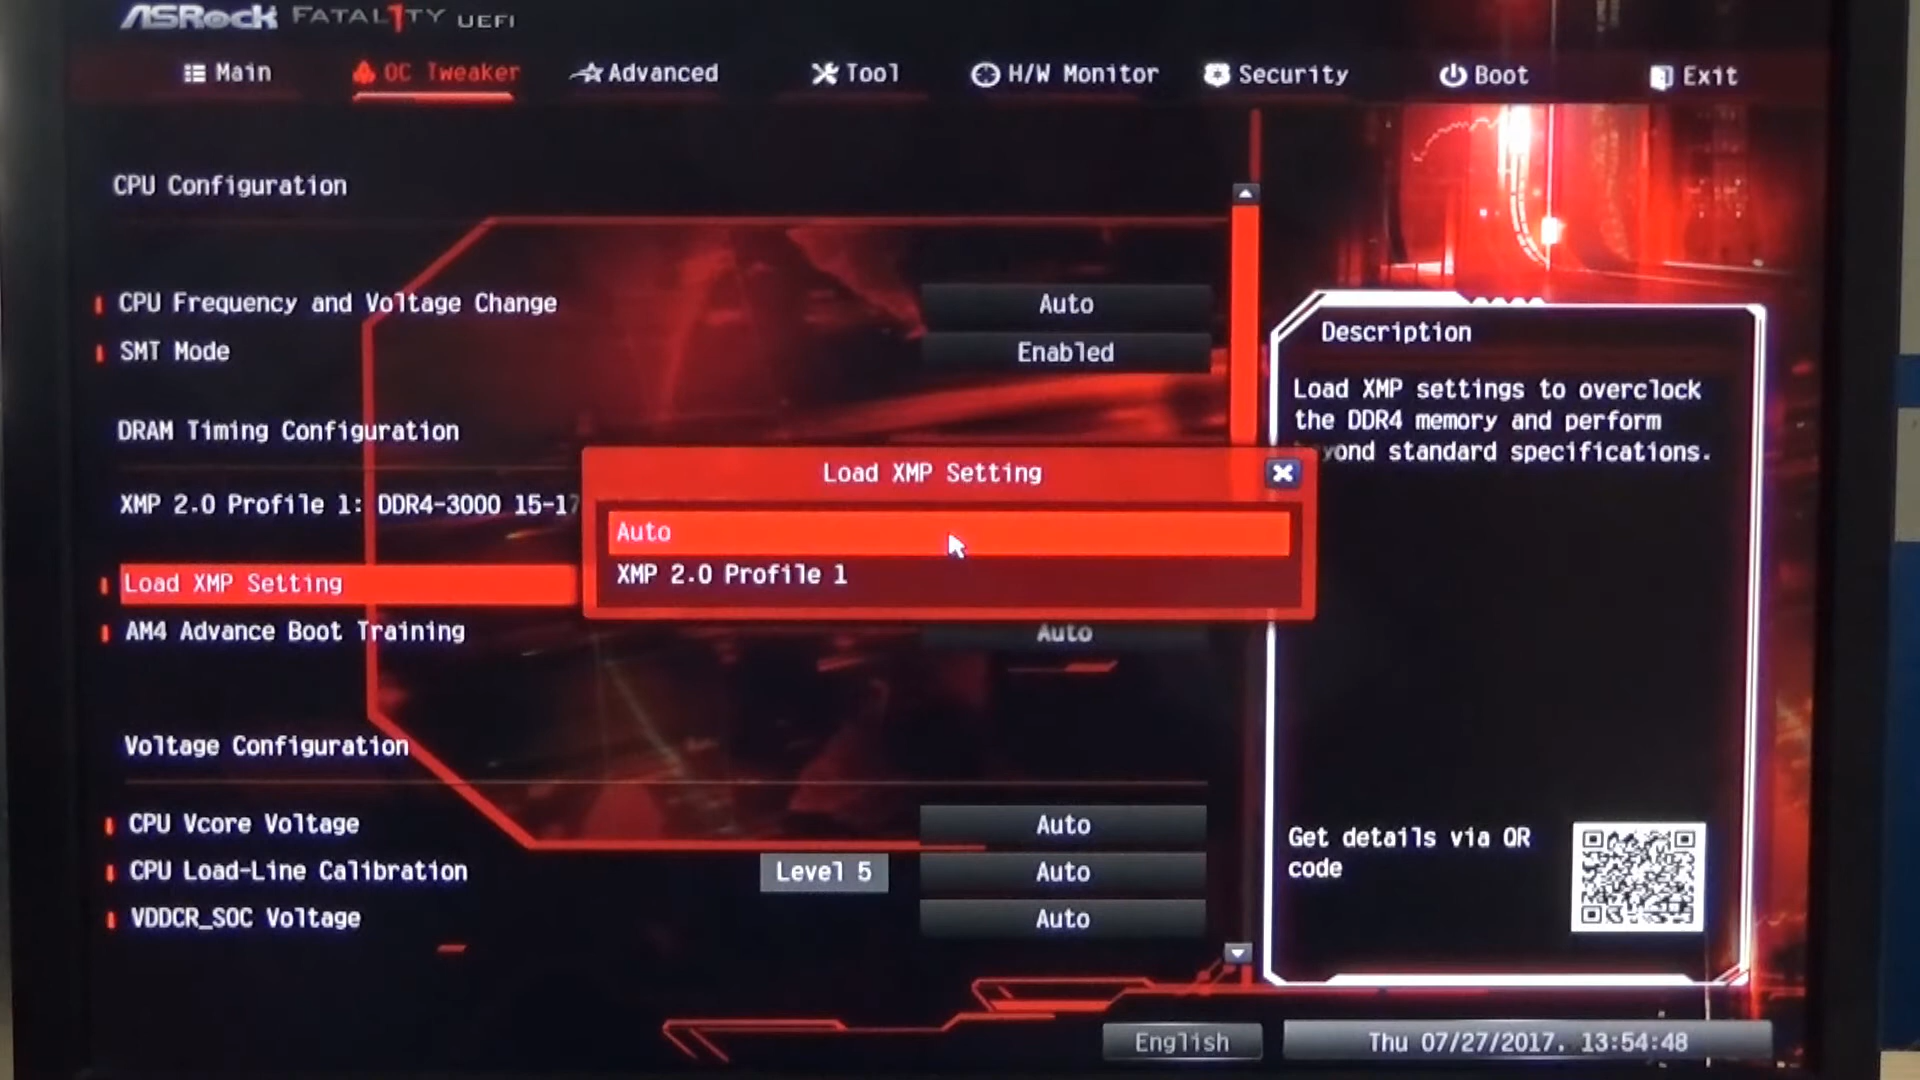 ASRock FATAL1TY UEFI
Main OC Tweaker Advanced Tool H/W Monitor Security Boot Exit
CPU Configuration
CPU Frequency and Voltage Change Auto
SMT Mode Enabled
DRAM Timing Configuration
XMP 2.0 Profile 1: DDR4-3000 15-17
Load XMP Setting
AM4 Advance Boot Training Auto
Voltage Configuration
CPU Vcore Voltage Auto
CPU Load-Line Calibration Level 5 Auto
VDDCR_SOC Voltage Auto
Load XMP Setting
Auto
XMP 2.0 Profile 1
Description
Load XMP settings to overclock
the DDR4 memory and perform
yond standard specifications.
Get details via QR
code
English Thu 07/27/2017. 13:54:48